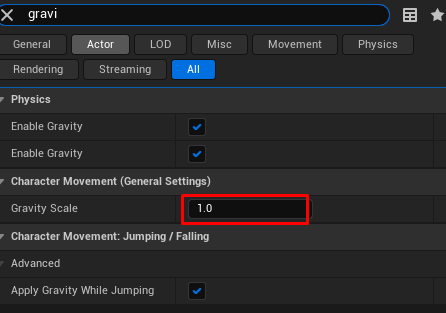 gravi
General Actor LOD Misc Movement Physics
Rendering Streaming All
Physics
Enable Gravity
Enable Gravity
Character Movement (General Settings)
Gravity Scale 1.0
Character Movement: Jumping / Falling
Advanced
Apply Gravity While Jumping